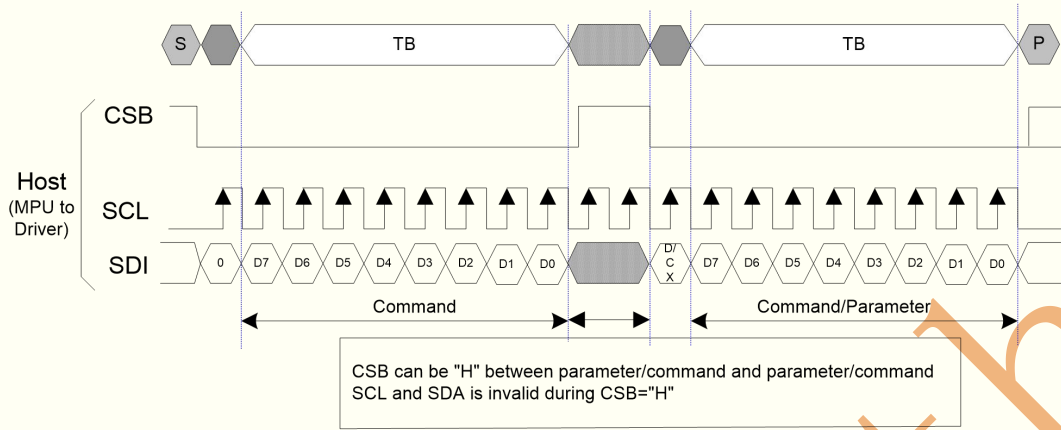 S TB TB P
CSB
Host
(MPU to
Driver)
SCL
SDI 0 D7 D6 D5 D4 D3 D2 D1 D0 D/CX D7 D6 D5 D4 D3 D2 D1 D0
Command Command/Parameter
CSB can be "H" between parameter/command and parameter/command
SCL and SDA is invalid during CSB="H"